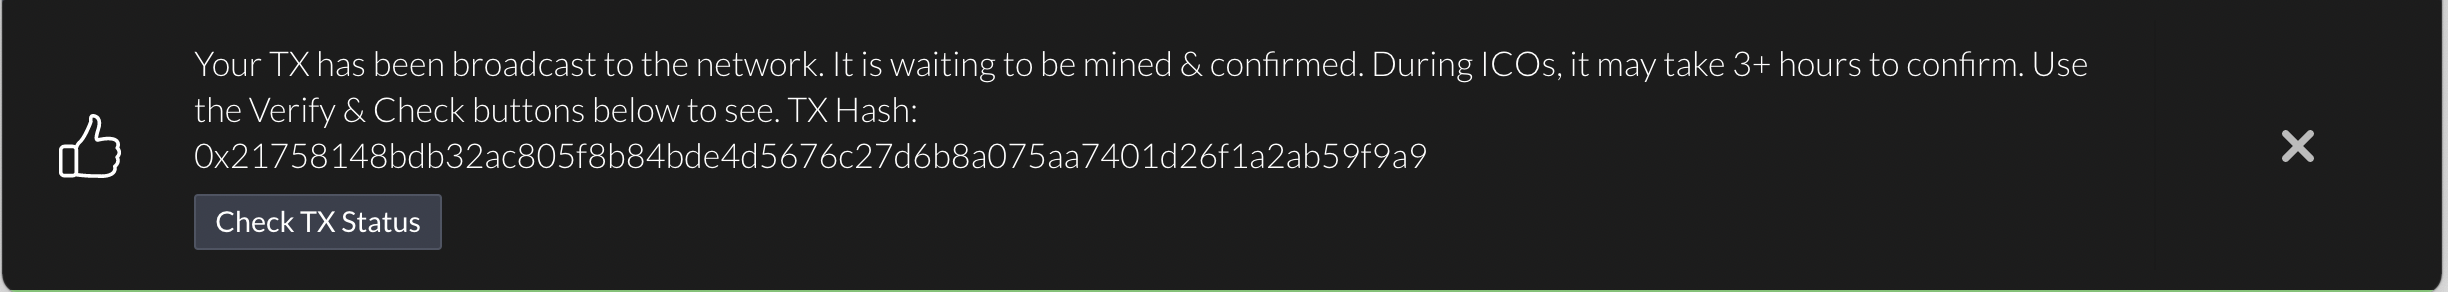 Your TX has been broadcast to the network. It is waiting to be mined & confirmed. During ICOs, it may take 3+ hours to confirm. Use
the Verify & Check buttons below to see. TX Hash:
0x21758148bdb32ac805f8b84bde4d5676c27d6b8a075aa7401d26f1a2ab59f9a9
Check TX Status